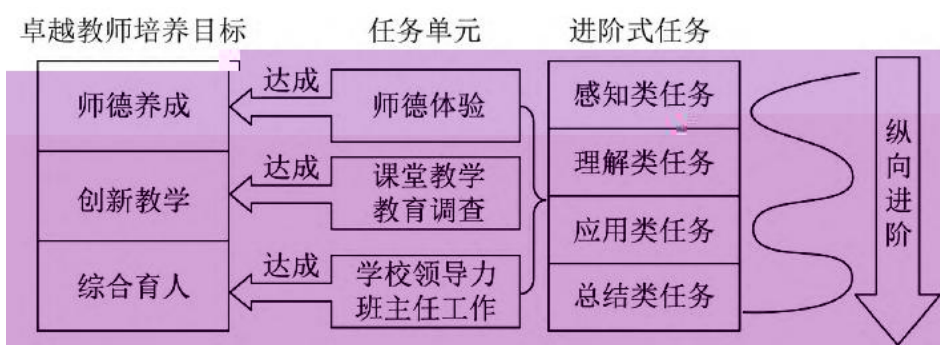 卓越教师培养目标 任务单元 进阶式任务
师德养成
达成
师德体验
创新教学
达成
课堂教学
教育调查
综合育人
达成
学校领导力
班主任工作
感知类任务
理解类任务
应用类任务
总结类任务
纵向进阶